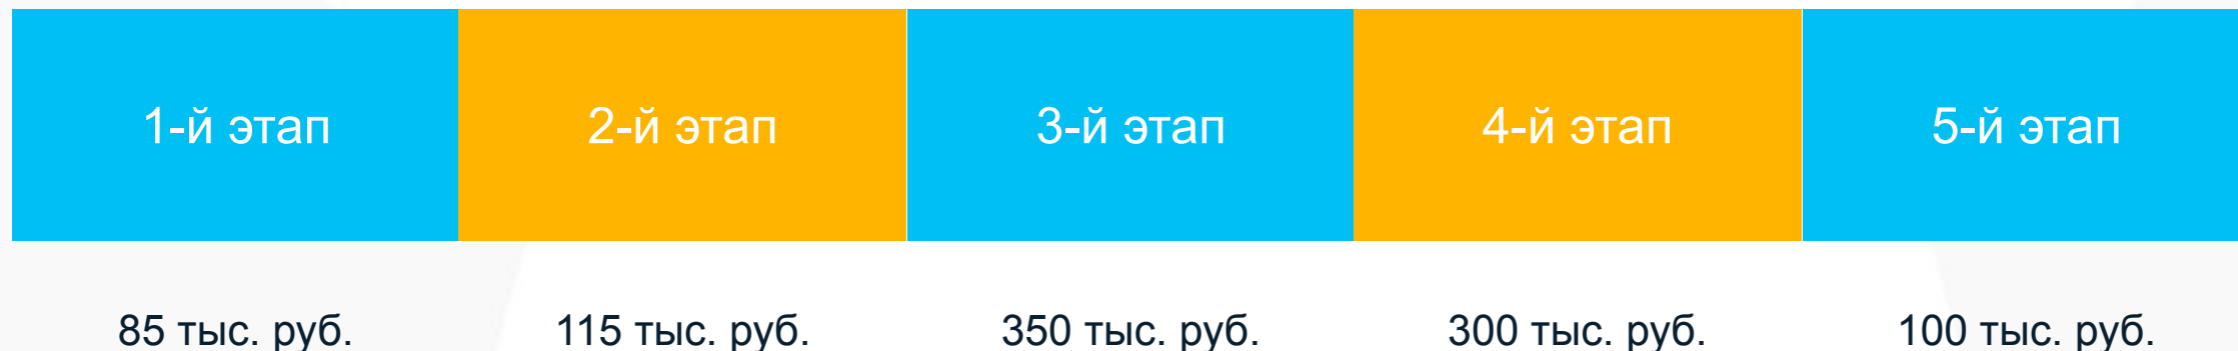 1-й этап 2-й этап 3-й этап 4-й этап 5-й этап
85 тыс. руб. 115 тыс. руб. 350 тыс. руб. 300 тыс. руб. 100 тыс. руб.